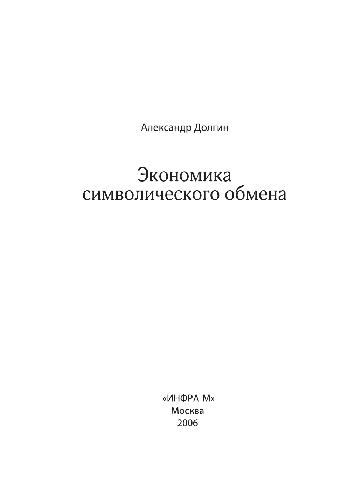 Александр Долгин
Экономика
символического обмена
«ИНФРА-М»
Москва
2006